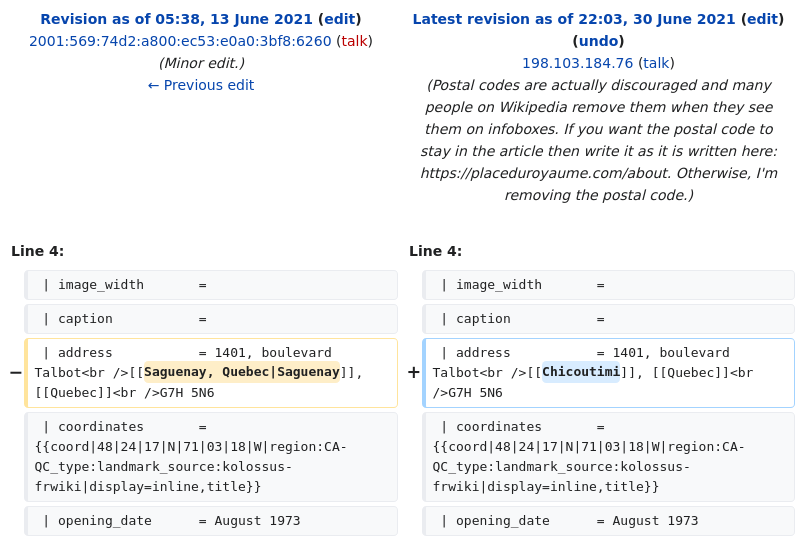 Revision as of 05:38, 13 June 2021 (edit)
2001:569:74d2:a800:ec53:e0a0:3bf8:6260 (talk)
(Minor edit.)
← Previous edit
Latest revision as of 22:03, 30 June 2021 (edit)
(undo)
198.103.184.76 (talk)
(Postal codes are actually discouraged and many
people on Wikipedia remove them when they see
them on infoboxes. If you want the postal code to
stay in the article then write it as it is written here:
https://placeduroyaume.com/about. Otherwise, I'm
removing the postal code.)
Line 4:
| image_width       =
| caption           =
− | address           = 1401, boulevard
Talbot<br />[[Saguenay, Quebec|Saguenay]],
[[Quebec]]<br />G7H 5N6
| coordinates       =
{{coord|48|24|17|N|71|03|18|W|region:CA-
QC_type:landmark_source:kolossus-
frwiki|display=inline,title}}
| opening_date      = August 1973
Line 4:
| image_width       =
| caption           =
+ | address           = 1401, boulevard
Talbot<br />[[Chicoutimi]], [[Quebec]]<br
/>G7H 5N6
| coordinates       =
{{coord|48|24|17|N|71|03|18|W|region:CA-
QC_type:landmark_source:kolossus-
frwiki|display=inline,title}}
| opening_date      = August 1973